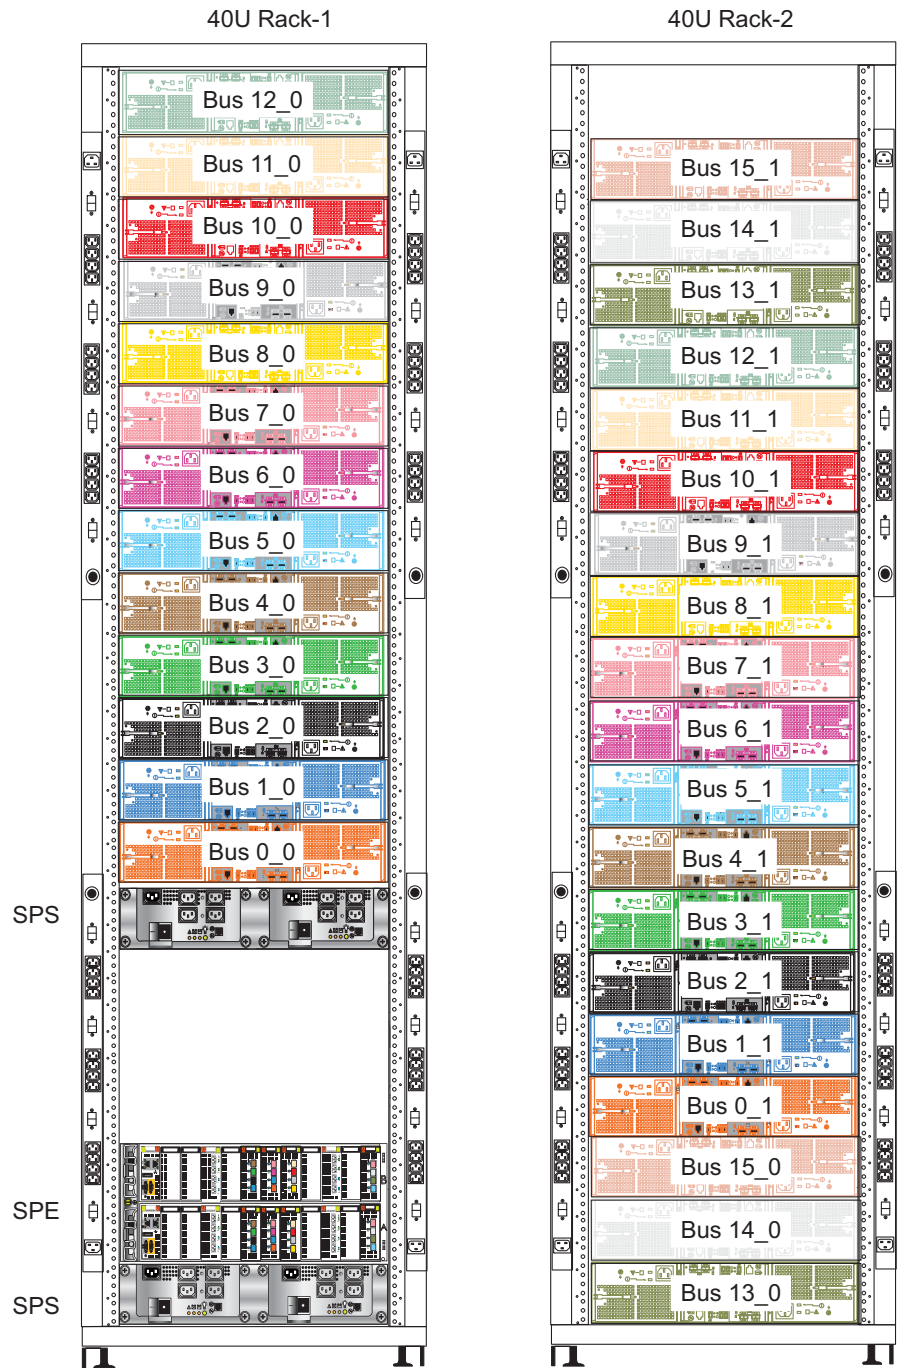 40U Rack-1
40U Rack-2
Bus 12_0
Bus 11_0
Bus 10_0
Bus 9_0
Bus 8_0
Bus 7_0
Bus 6_0
Bus 5_0
Bus 4_0
Bus 3_0
Bus 2_0
Bus 1_0
Bus 0_0
SPS
B
SPE
A
SPS
Bus 15_1
Bus 14_1
Bus 13_1
Bus 12_1
Bus 11_1
Bus 10_1
Bus 9_1
Bus 8_1
Bus 7_1
Bus 6_1
Bus 5_1
Bus 4_1
Bus 3_1
Bus 2_1
Bus 1_1
Bus 0_1
Bus 15_0
Bus 14_0
Bus 13_0